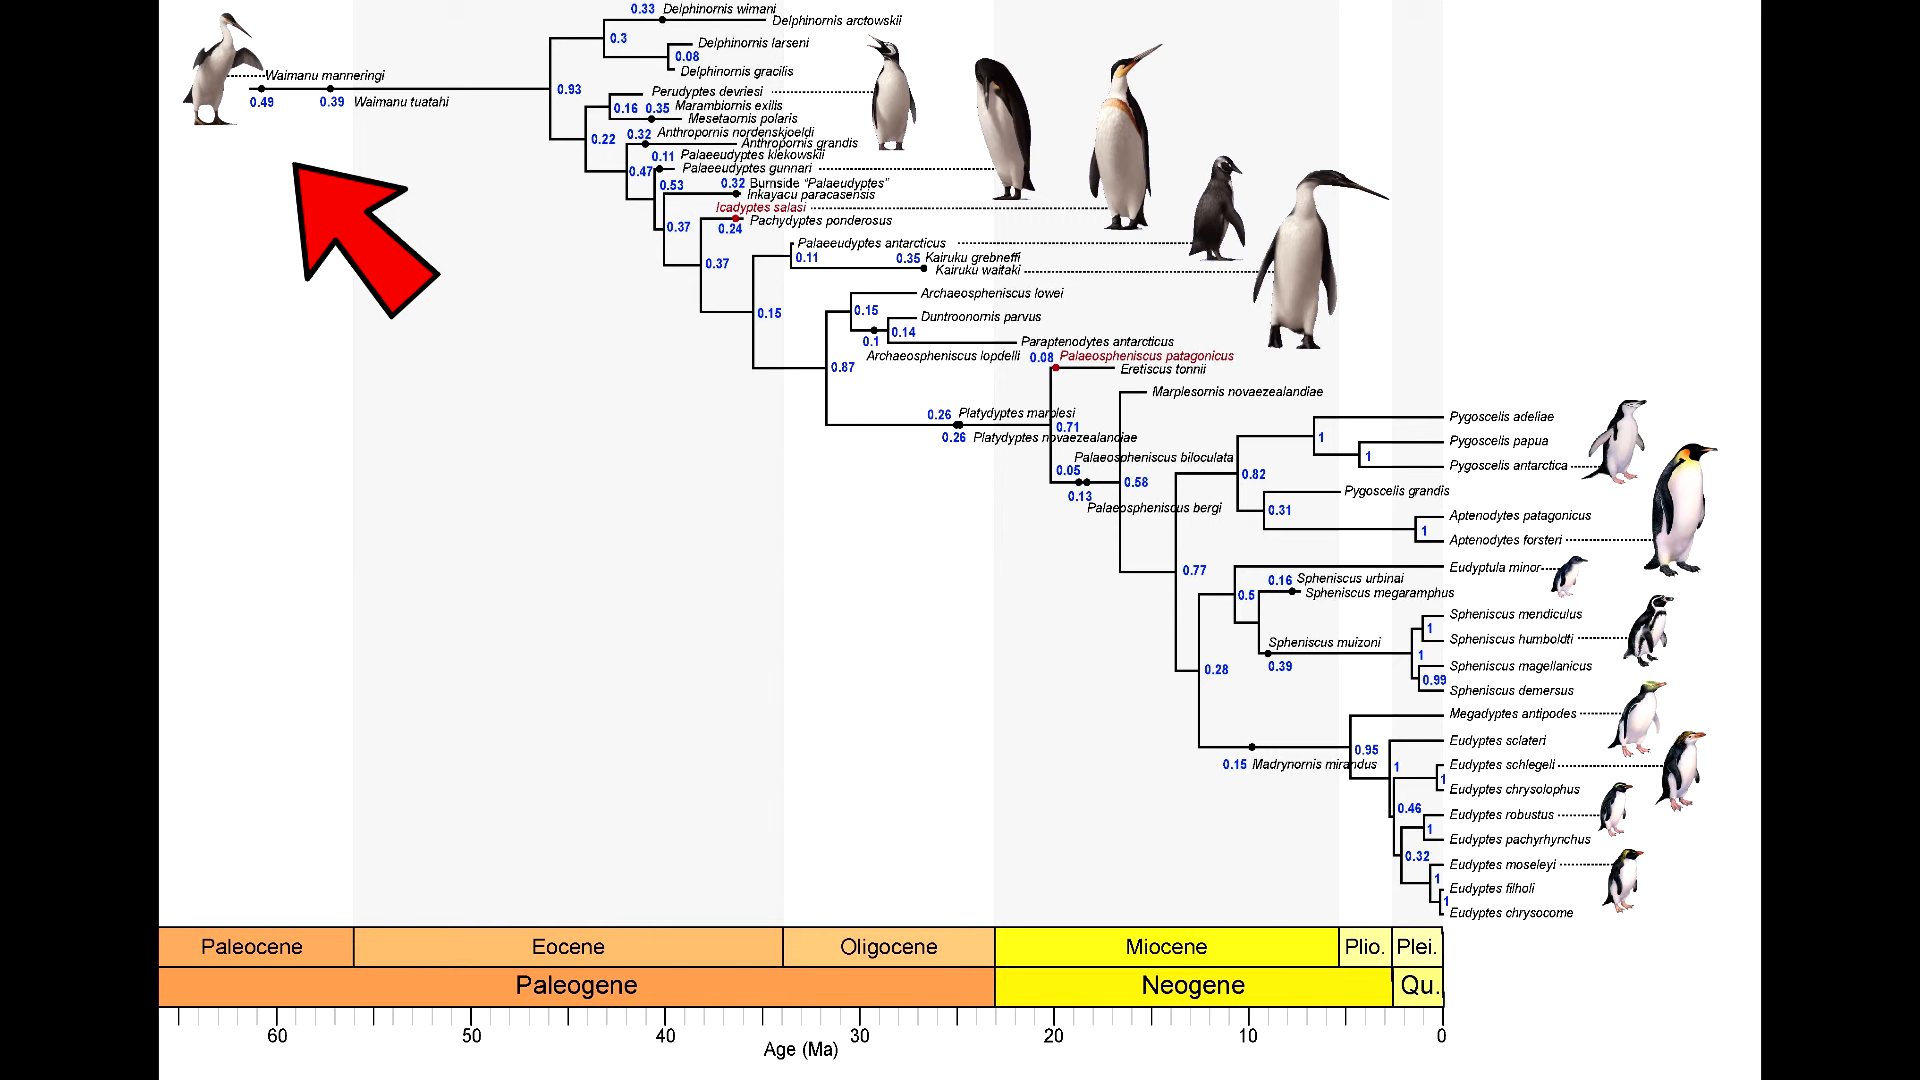 0.33 Delphinornis wimani
Delphinornis arctowskii
0.3
Delphinornis larseni
0.08
Delphinornis gracilis
Waimanu manneringi
0.49
0.39 Waimanu tuatahi
0.93
Perudyptes devriesi
0.16 0.35 Marambiornis exilis
Mesetaornis polaris
0.22
0.32 Anthropornis nordenskjoeldi
Anthropornis grandis
0.11 Palaeeudyptes klekowskii
0.47
Palaeeudyptes gunnari
0.53
0.32 Burnside “Palaeudyptes”
Inkayacu paracasensis
Icadyptes salasi
0.37
0.24 Pachydyptes ponderosus
Palaeeudyptes antarcticus
0.11
0.35 Kairuku grebneffi
0.37
Kairuku waitaki
Archaeospheniscus lowei
0.15
0.15
Duntroonornis parvus
0.14
0.1
Paraptenodytes antarcticus
Archaeospheniscus lopdelli
0.08 Palaeospheniscus patagonicus
0.87
Eretiscus tonnii
Marplesornis novaezealandiae
0.26 Platydyptes marplesi
0.71
0.26 Platydyptes novaezealandiae
Pygoscelis adeliae
1
Pygoscelis papua
1
Palaeospheniscus biloculata
Pygoscelis antarctica
0.05
0.82
0.58
0.13
Pygoscelis grandis
Palaeospheniscus bergi
0.31
Aptenodytes patagonicus
1
Aptenodytes forsteri
0.77
Eudyptula minor
0.16 Spheniscus urbinai
0.5
Spheniscus megaramphus
Spheniscus mendiculus
1
Spheniscus humboldti
Spheniscus muizoni
1
0.39
0.28
Spheniscus magellanicus
0.99
Spheniscus demersus
Megadyptes antipodes
0.95
Eudyptes sclateri
0.15 Madrynornis mirandus
1
Eudyptes schlegeli
1
Eudyptes chrysolophus
0.46
Eudyptes robustus
1
Eudyptes pachyrhynchus
0.32
Eudyptes moseleyi
1
Eudyptes filholi
1
Eudyptes chrysocome
Paleocene Eocene Oligocene Miocene Plio. Plei.
Paleogene Neogene Qu.
60 50 40 30 20 10 0
Age (Ma)